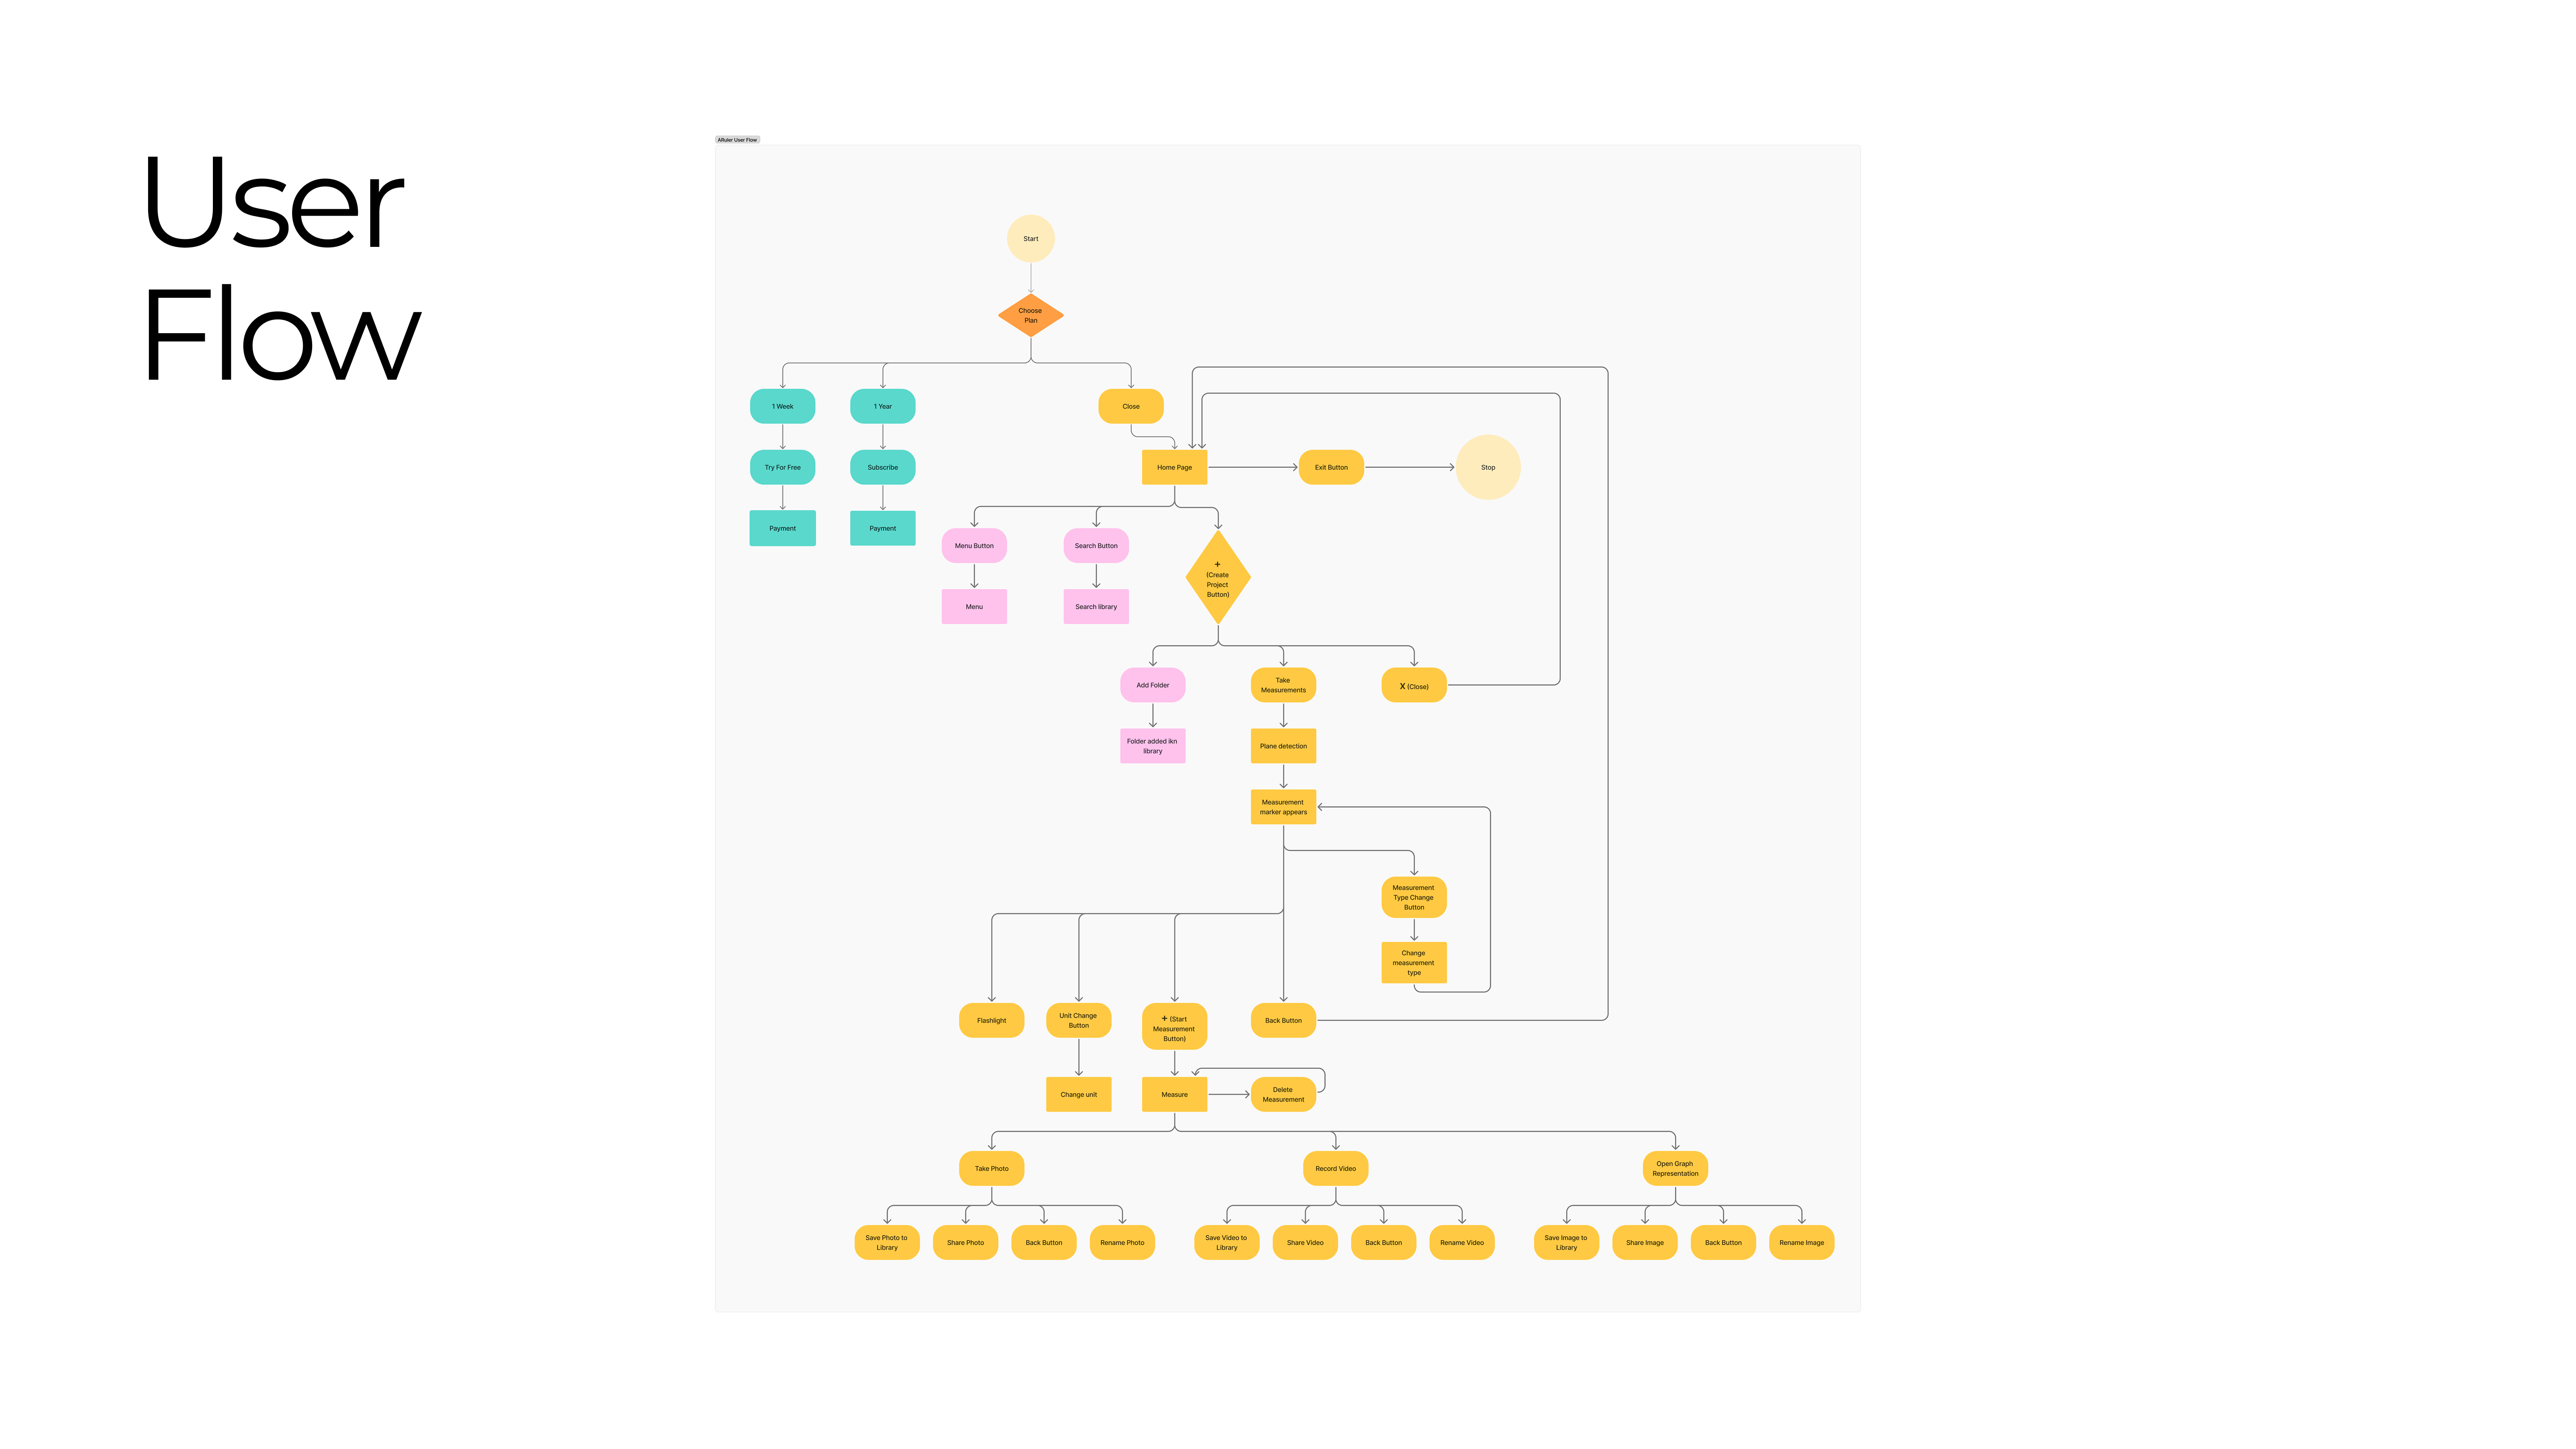 User
Flow
ARuler User Flow
Start
Choose
Plan
1 Week
1 Year
Close
Try For Free
Subscribe
Home Page
Exit Button
Stop
Payment
Payment
Menu Button
Search Button
+
(Create
Project
Button)
Menu
Search library
Add Folder
Take
Measurements
X (Close)
Folder added ikn
library
Plane detection
Measurement
marker appears
Measurement
Type Change
Button
Change
measurement
type
Flashlight
Unit Change
Button
+ (Start
Measurement
Button)
Back Button
Change unit
Measure
Delete
Measurement
Take Photo
Record Video
Open Graph
Representation
Save Photo to
Library
Share Photo
Back Button
Rename Photo
Save Video to
Library
Share Video
Back Button
Rename Video
Save Image to
Library
Share Image
Back Button
Rename Image